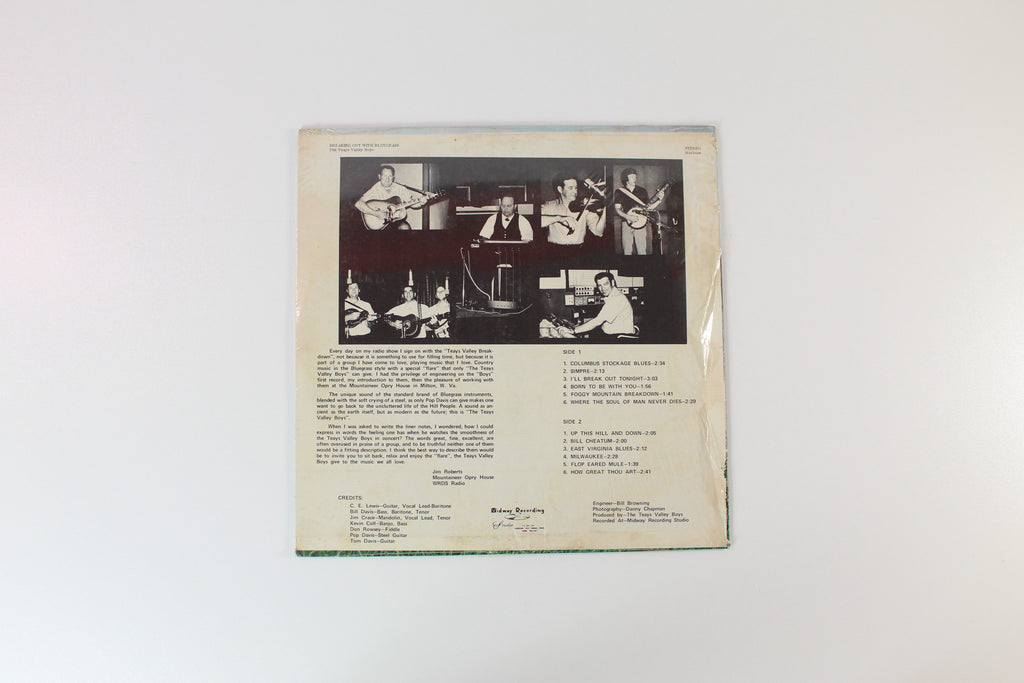 BREAKING OUT WITH BLUEGRASS
The Teays Valley Boys
STEREO
Every day on my radio show I sign on with the "Teays Valley Break-
down", not because it is something to use for filling time, but because it is
part of a group I have come to love, playing music that I love. Country
music in the Bluegrass style with a special "flare" that only "The Teays
Valley Boys" can give. I had the privilege of engineering on the "Boys"
first record, my introduction to them, then the pleasure of working with
them at the Mountaineer Opry House in Milton, W. Va.
The unique sound of the standard brand of Bluegrass instruments,
blended with the soft crying of a steel, as only Pop Davis can give makes one
want to go back to the uncluttered life of the Hill People. A sound as an-
cient as the earth itself, but as modern as the future; this is "The Teays
Valley Boys".
When I was asked to write the liner notes, I wondered, how I could
express in words the feeling one has when he watches the smoothness of
the Teays Valley Boys in concert? The words great, fine, excellent, are
often overused in praise of a group, and to be truthful neither one of them
would be a fitting description. I think the best way to describe them would
be to invite you to sit back, relax and enjoy the "flare", the Teays Valley
Boys give to the music we all love.
Jim Roberts
Mountaineer Opry House
WROS Radio
SIDE 1
1. COLUMBUS STOCKAGE BLUES–2:34
2. SIMPRE–2:13
3. I'LL BREAK OUT TONIGHT–3:03
4. BORN TO BE WITH YOU–1:56
5. FOGGY MOUNTAIN BREAKDOWN–1:41
6. WHERE THE SOUL OF MAN NEVER DIES–2:29
SIDE 2
1. UP THIS HILL AND DOWN–2:05
2. BILL CHEATUM–2:00
3. EAST VIRGINIA BLUES–2:12
4. MILWAUKEE–2:28
5. FLOP EARED MULE–1:39
6. HOW GREAT THOU ART–2:41
CREDITS:
C. E. Lewis–Guitar, Vocal Lead-Baritone
Bill Davis–Bass, Baritone, Tenor
Jim Crace–Mandolin, Vocal Lead, Tenor
Kevin Coll–Banjo, Bass
Don Rowsey–Fiddle
Pop Davis–Steel Guitar
Tom Davis–Guitar
Midway Recording
Studio
Engineer–Bill Browning
Photography–Danny Chapman
Produced by–The Teays Valley Boys
Recorded At–Midway Recording Studio